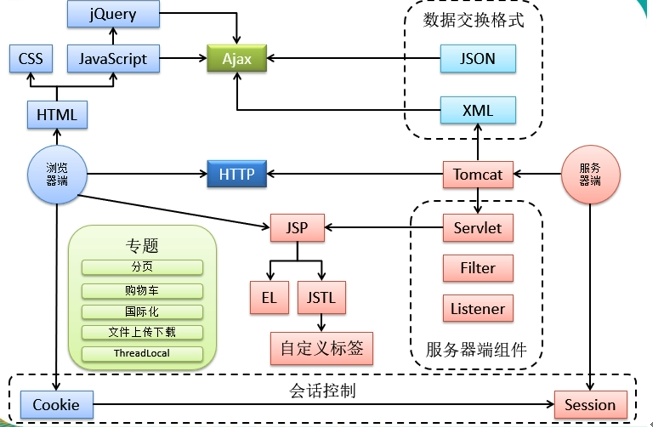 jQuery
数据交换格式
CSS
JavaScript
Ajax
JSON
HTML
XML
浏览
器端
HTTP
Tomcat
服务
器端
JSP
Servlet
专题
分页
购物车
国际化
文件上传下载
ThreadLocal
EL
JSTL
Filter
Listener
自定义标签
服务器端组件
会话控制
Cookie
Session